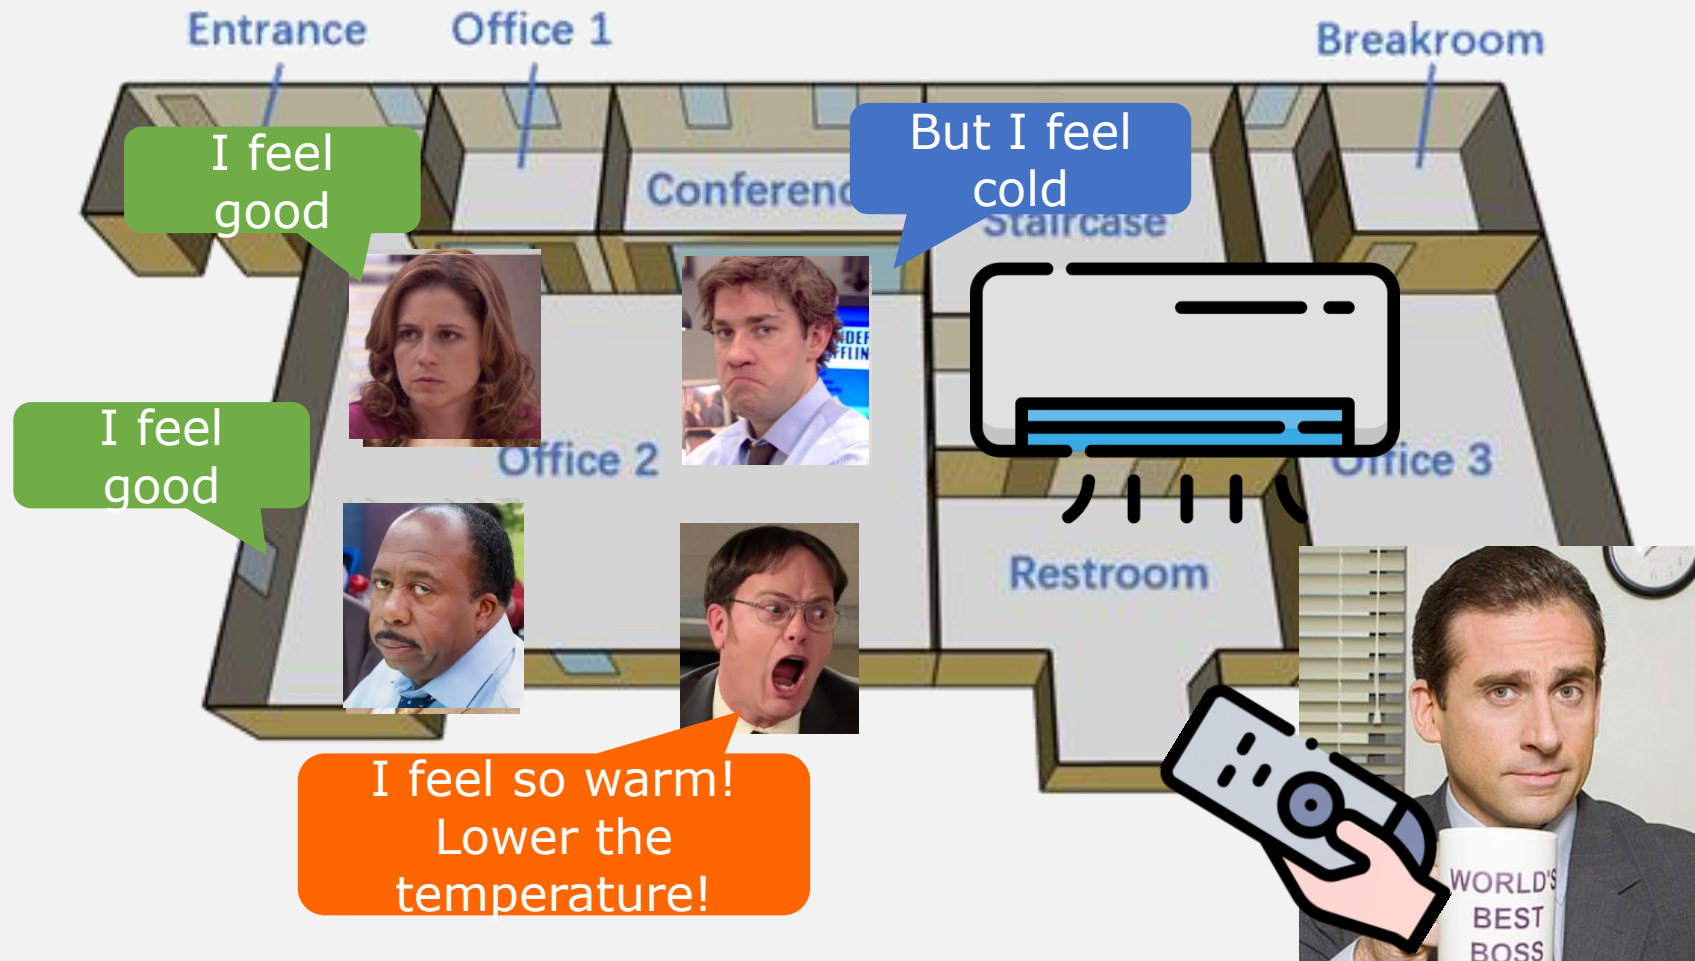 Entrance
Office 1
Breakroom
I feel
good
But I feel
cold
Conferenc
Staircase
I feel
good
Office 2
Office 3
Restroom
I feel so warm!
Lower the
temperature!
WORLD'S
BEST
BOSS